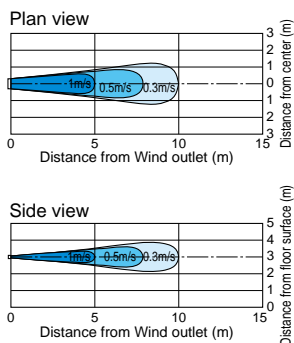 Plan view
3
2
1
0
1
2
3
1m/s 0.5m/s 0.3m/s
Distance from center (m)
0 5 10 15
Distance from Wind outlet (m)
Side view
5
4
3
2
1
0
1m/s 0.5m/s 0.3m/s
Distance from floor surface (m)
0 5 10 15
Distance from Wind outlet (m)